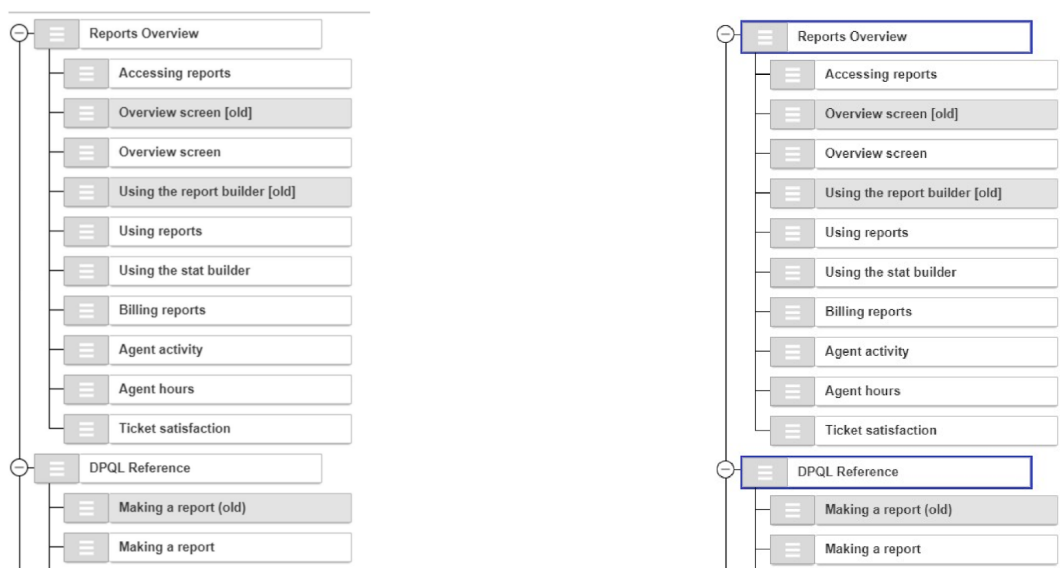 Reports Overview
Accessing reports
Overview screen [old]
Overview screen
Using the report builder [old]
Using reports
Using the stat builder
Billing reports
Agent activity
Agent hours
Ticket satisfaction
DPQL Reference
Making a report (old)
Making a report
Reports Overview
Accessing reports
Overview screen [old]
Overview screen
Using the report builder [old]
Using reports
Using the stat builder
Billing reports
Agent activity
Agent hours
Ticket satisfaction
DPQL Reference
Making a report (old)
Making a report